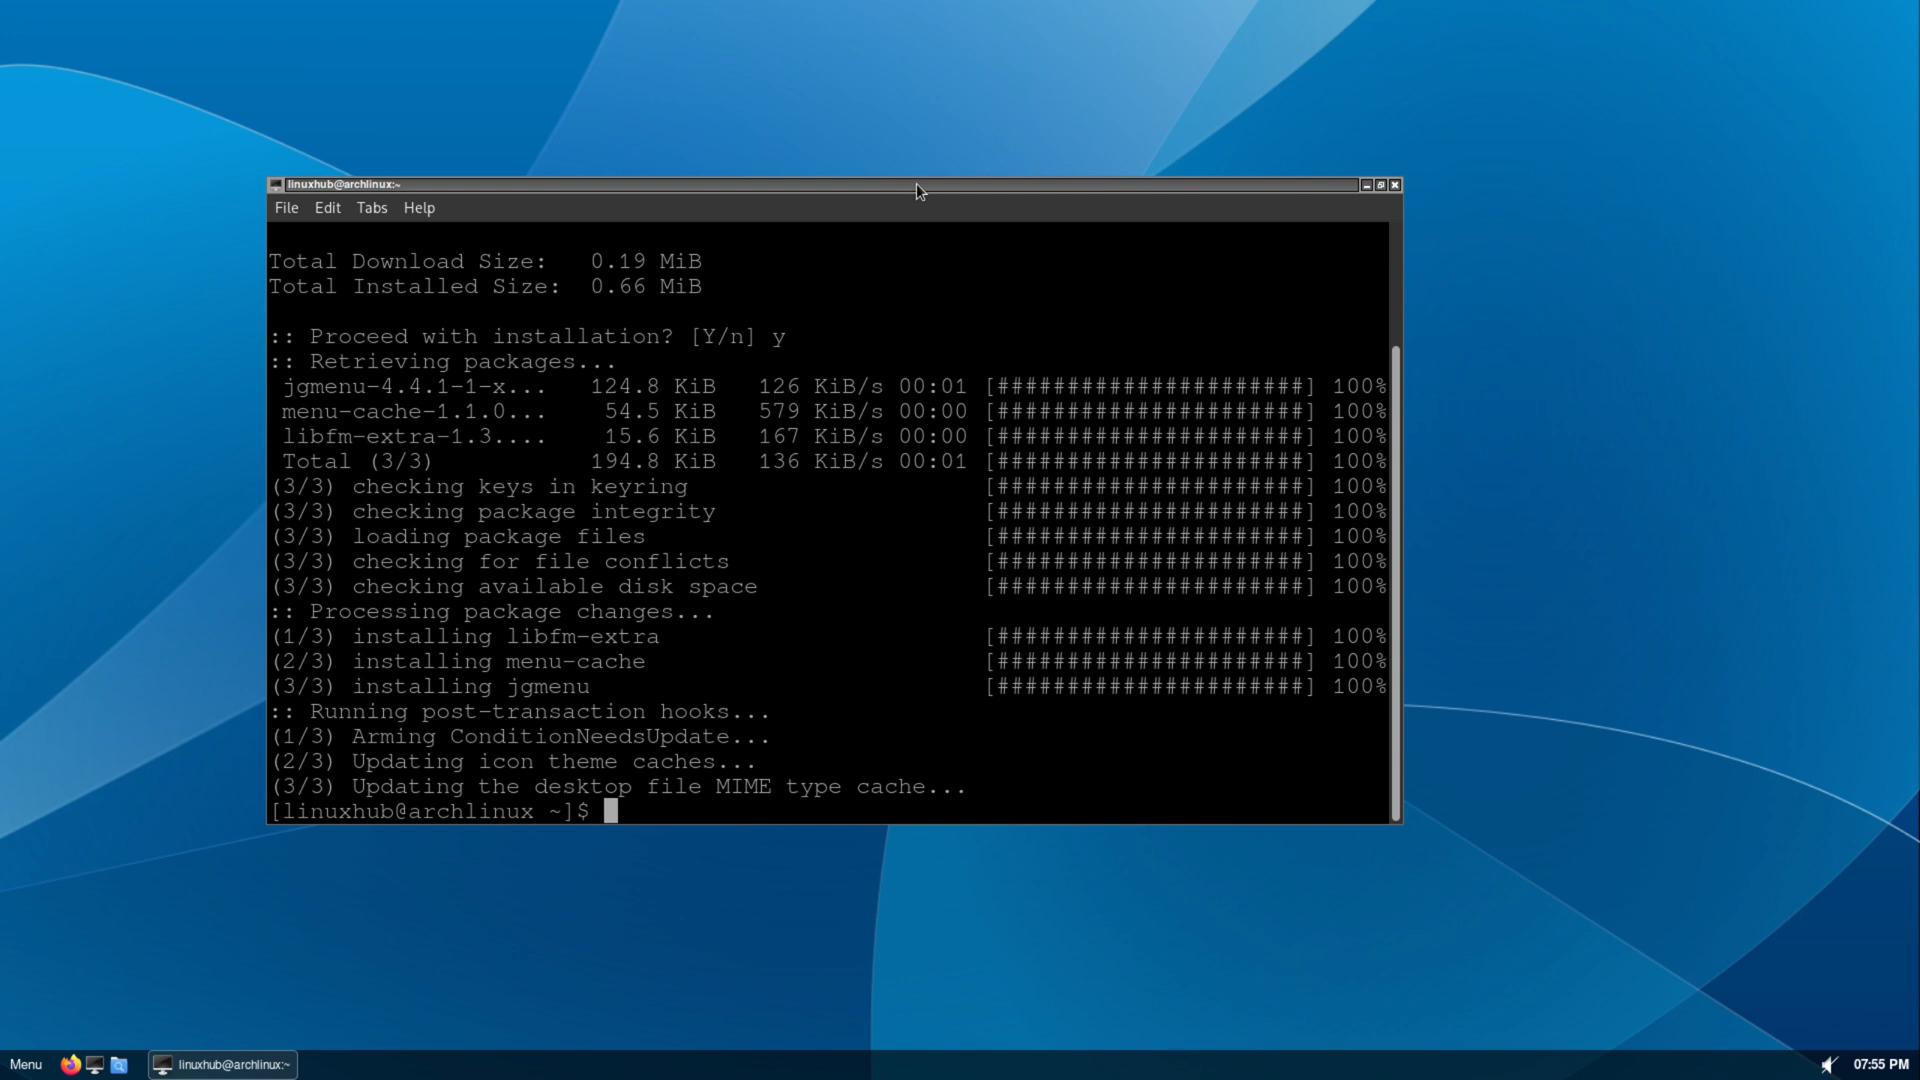 linuxhub@archlinux:~
File Edit Tabs Help
Total Download Size:   0.19 MiB
Total Installed Size:  0.66 MiB
:: Proceed with installation? [Y/n] y
:: Retrieving packages...
jgmenu-4.4.1-1-x...   124.8 KiB   126 KiB/s 00:01 [######################] 100%
menu-cache-1.1.0...    54.5 KiB   579 KiB/s 00:00 [######################] 100%
libfm-extra-1.3....    15.6 KiB   167 KiB/s 00:00 [######################] 100%
Total (3/3)           194.8 KiB   136 KiB/s 00:01 [######################] 100%
(3/3) checking keys in keyring                     [######################] 100%
(3/3) checking package integrity                   [######################] 100%
(3/3) loading package files                        [######################] 100%
(3/3) checking for file conflicts                  [######################] 100%
(3/3) checking available disk space                [######################] 100%
:: Processing package changes...
(1/3) installing libfm-extra                       [######################] 100%
(2/3) installing menu-cache                        [######################] 100%
(3/3) installing jgmenu                            [######################] 100%
:: Running post-transaction hooks...
(1/3) Arming ConditionNeedsUpdate...
(2/3) Updating icon theme caches...
(3/3) Updating the desktop file MIME type cache...
[linuxhub@archlinux ~]$
Menu linuxhub@archlinux:~ 07:55 PM